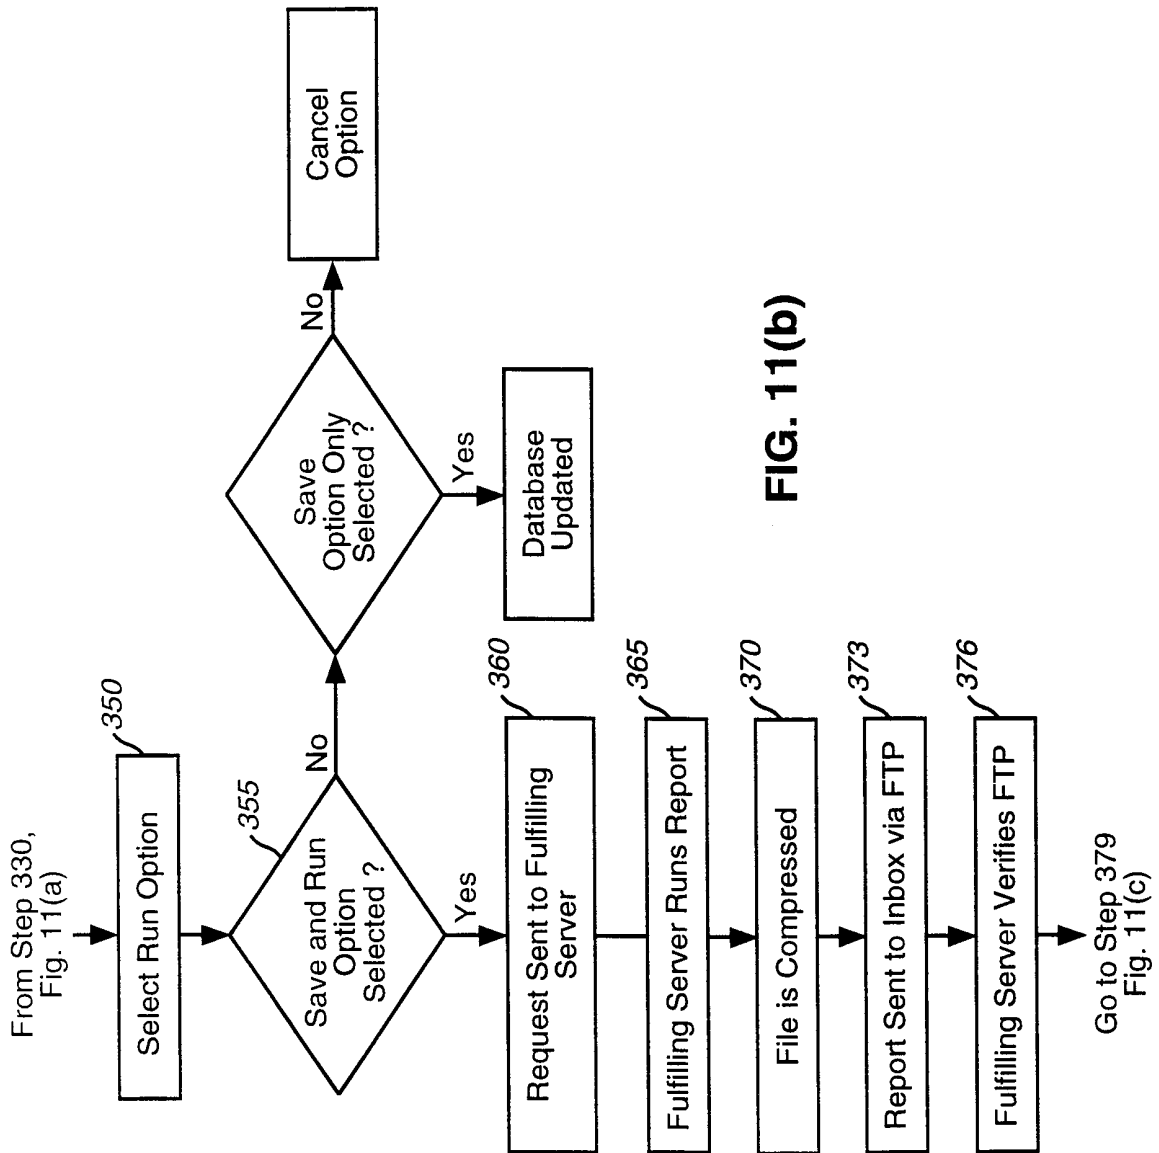 From Step 330,
Fig. 11(a)
350
Select Run Option
355
Save and Run
Option
Selected ?
No
Yes
Save
Option Only
Selected ?
No
Cancel
Option
Yes
Database
Updated
360
Request Sent to Fulfilling
Server
365
Fulfilling Server Runs Report
370
File is Compressed
373
Report Sent to Inbox via FTP
376
Fulfilling Server Verifies FTP
Go to Step 379
Fig. 11(c)
FIG. 11(b)